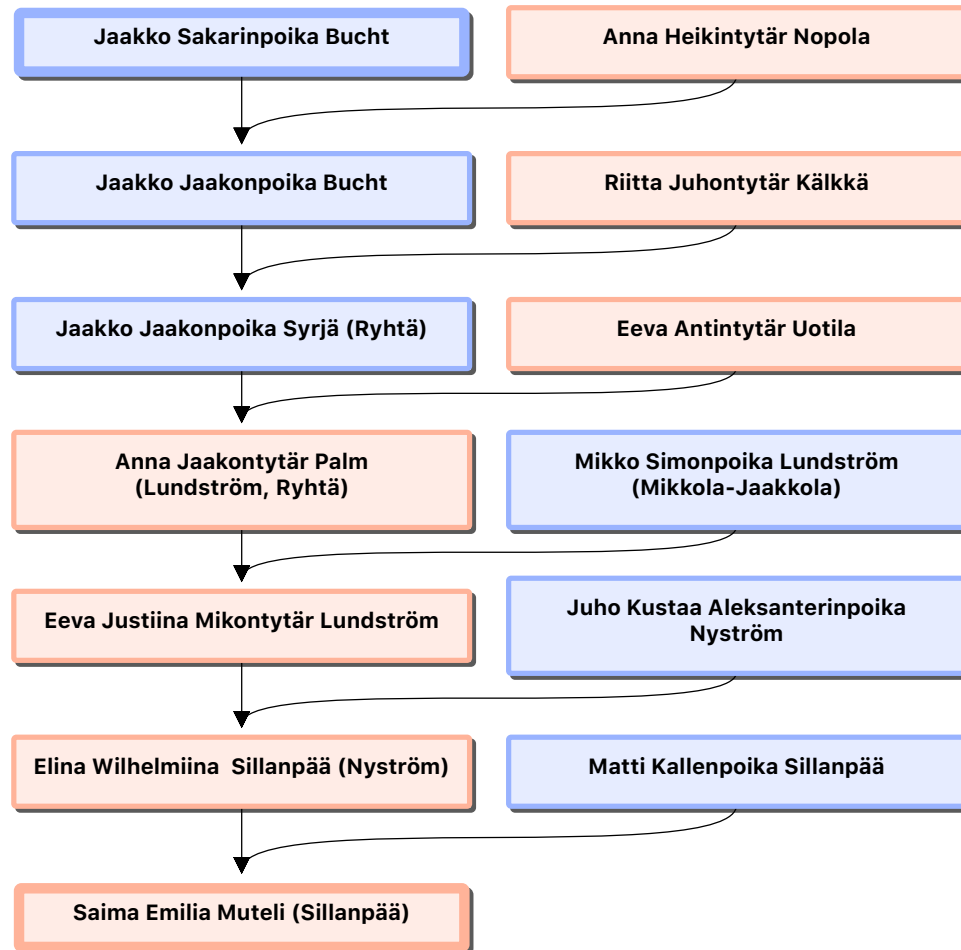 Jaakko Sakarinpoika Bucht
Anna Heikintytär Nopola
Jaakko Jaakonpoika Bucht
Riitta Juhontytär Kälkkä
Jaakko Jaakonpoika Syrjä (Ryhtä)
Eeva Antintytär Uotila
Anna Jaakontytär Palm
(Lundström, Ryhtä)
Mikko Simonpoika Lundström
(Mikkola-Jaakkola)
Eeva Justiina Mikontytär Lundström
Juho Kustaa Aleksanterinpoika
Nyström
Elina Wilhelmiina  Sillanpää (Nyström)
Matti Kallenpoika Sillanpää
Saima Emilia Muteli (Sillanpää)